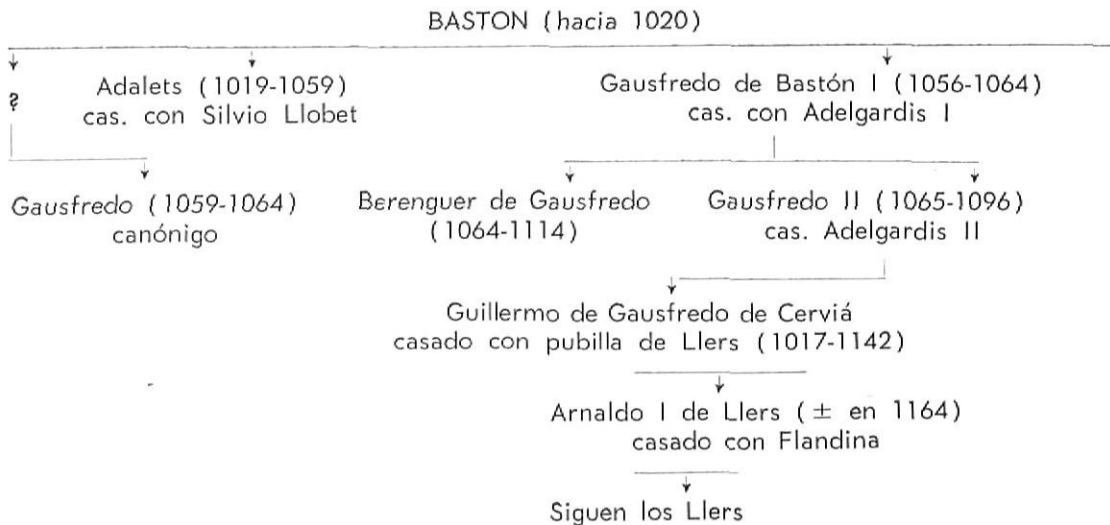 BASTON (hacia 1020)
?
Adalets (1019-1059)
cas. con Silvio Llobet
Gausfredo de Bastón I (1056-1064)
cas. con Adelgardis I
Gausfredo (1059-1064)
canónigo
Berenguer de Gausfredo
(1064-1114)
Gausfredo II (1065-1096)
cas. Adelgardis II
Guillermo de Gausfredo de Cerviá
casado con pubilla de Llers (1017-1142)
Arnaldo I de Llers (± en 1164)
casado con Flandina
Siguen los Llers